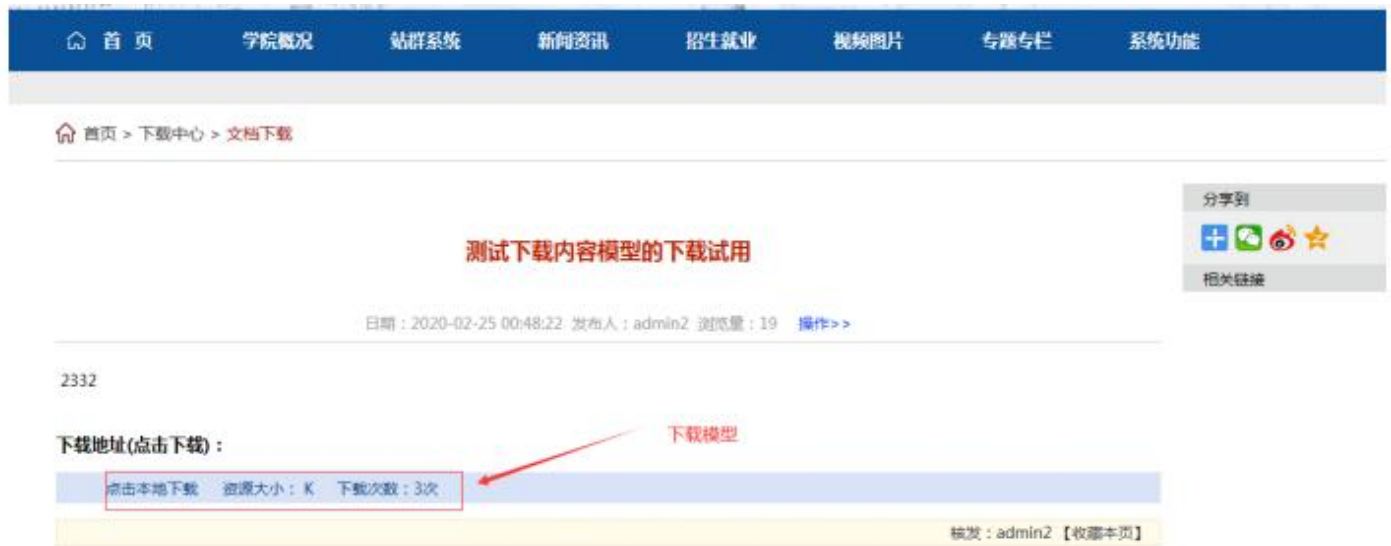 首 页 学院概况 站群系统 新闻资讯 招生就业 视频图片 专题专栏 系统功能
首页 > 下载中心 > 文档下载
分享到
测试下载内容模型的下载试用
相关链接
日期：2020-02-25 00:48:22 发布人：admin2 浏览量：19 操作>>
2332
下载模型
下载地址(点击下载)：
点击本地下载 资源大小： K 下载次数：3次
核发：admin2 【收藏本页】